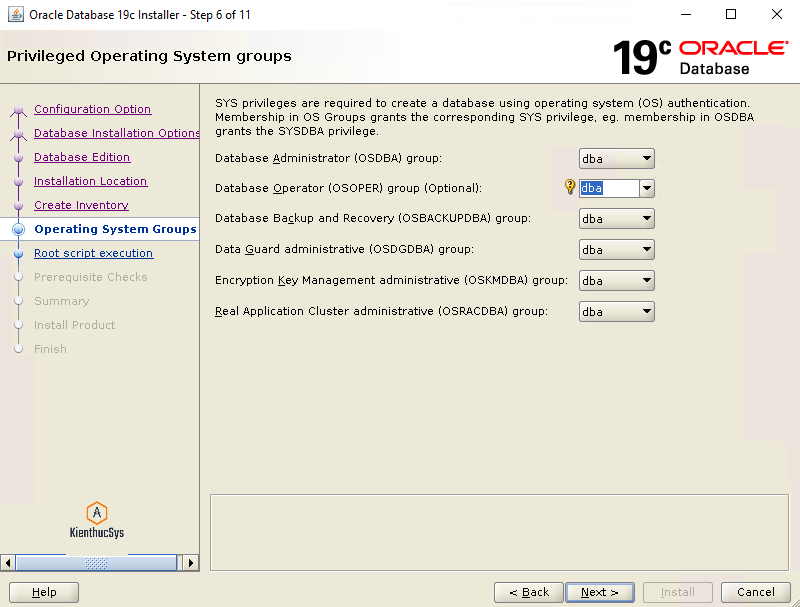 Oracle Database 19c Installer - Step 6 of 11
Privileged Operating System groups
19c ORACLE
Database
Configuration Option
Database Installation Options
Database Edition
Installation Location
Create Inventory
Operating System Groups
Root script execution
Prerequisite Checks
Summary
Install Product
Finish
KienthucSys
SYS privileges are required to create a database using operating system (OS) authentication.
Membership in OS Groups grants the corresponding SYS privilege, eg. membership in OSDBA
grants the SYSDBA privilege.
Database Administrator (OSDBA) group: dba
Database Operator (OSOPER) group (Optional): dba
Database Backup and Recovery (OSBACKUPDBA) group: dba
Data Guard administrative (OSDGDBA) group: dba
Encryption Key Management administrative (OSKMDBA) group: dba
Real Application Cluster administrative (OSRACDBA) group: dba
Help < Back Next > Install Cancel